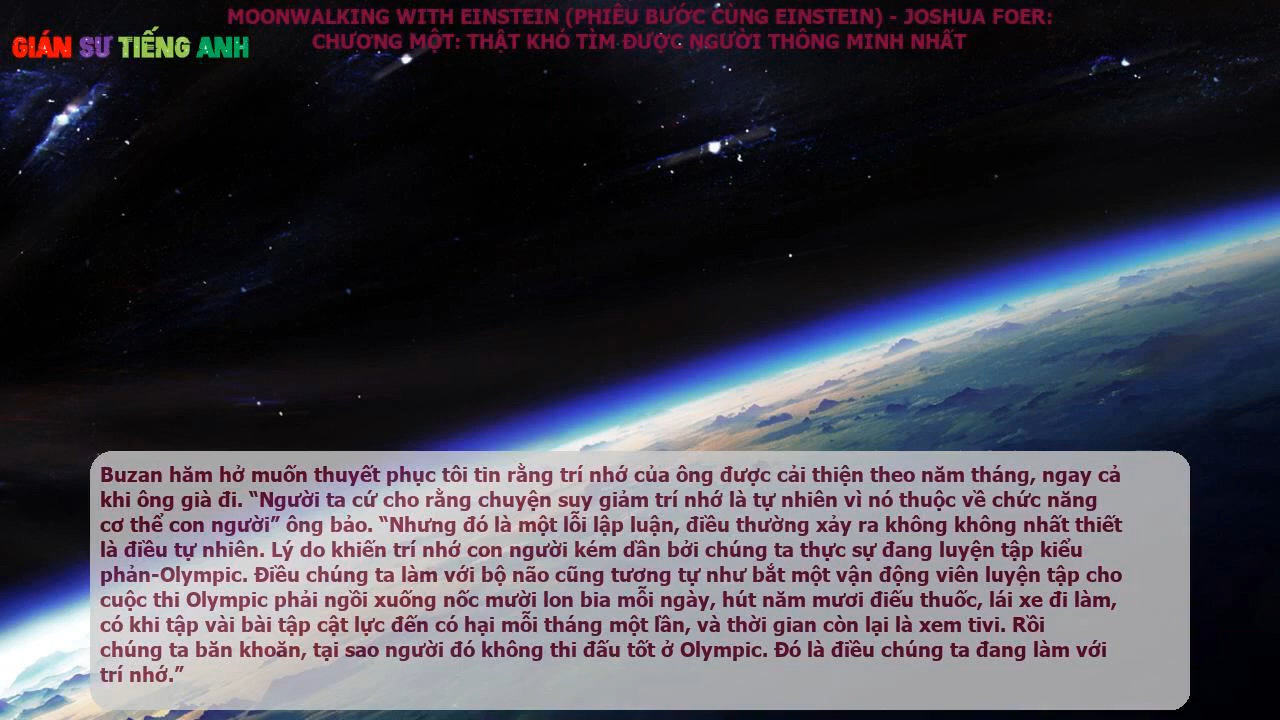 MOONWALKING WITH EINSTEIN (PHIÊU BƯỚC CÙNG EINSTEIN) - JOSHUA FOER:
CHƯƠNG MỘT: THẬT KHÓ TÌM ĐƯỢC NGƯỜI THÔNG MINH NHẤT
GIÁN SƯ TIẾNG ANH
Buzan hăm hở muốn thuyết phục tôi tin rằng trí nhớ của ông được cải thiện theo năm tháng, ngay cả
khi ông già đi. “Người ta cứ cho rằng chuyện suy giảm trí nhớ là tự nhiên vì nó thuộc về chức năng
cơ thể con người” ông bảo. “Nhưng đó là một lỗi lập luận, điều thường xảy ra không không nhất thiết
là điều tự nhiên. Lý do khiến trí nhớ con người kém dần bởi chúng ta thực sự đang luyện tập kiểu
phản-Olympic. Điều chúng ta làm với bộ não cũng tương tự như bắt một vận động viên luyện tập cho
cuộc thi Olympic phải ngồi xuống nốc mười lon bia mỗi ngày, hút năm mươi điếu thuốc, lái xe đi làm,
có khi tập vài bài tập cật lực đến có hại mỗi tháng một lần, và thời gian còn lại là xem tivi. Rồi
chúng ta băn khoăn, tại sao người đó không thi đấu tốt ở Olympic. Đó là điều chúng ta đang làm với
trí nhớ.”